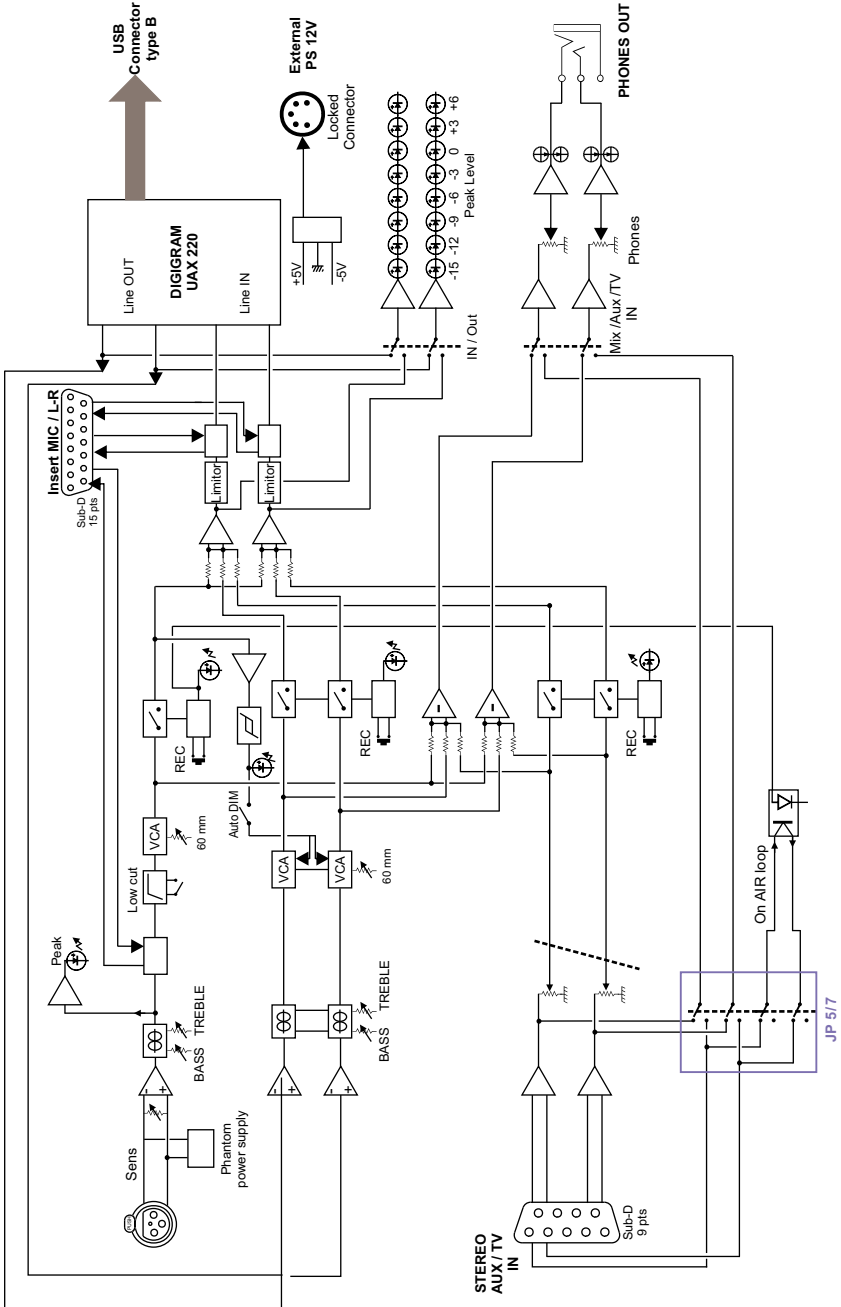 USB
Connector
type B
External
PS 12V
Locked
Connector
+5V
-5V
Line OUT
DIGIGRAM
UAX 220
Line IN
+6
+3
0
-3
-6
-9
-12
-15
Peak Level
IN / Out
PHONES OUT
Phones
Mix /Aux /TV
IN
Insert MIC / L-R
Sub-D
15 pts
Limitor
Limitor
REC
REC
REC
Auto DIM
VCA
60 mm
VCA
VCA
60 mm
Low cut
Peak
TREBLE
BASS
TREBLE
BASS
Sens
PUSH
Phantom
power supply
On AIR loop
JP 5/7
STEREO
AUX / TV
IN
Sub-D
9 pts